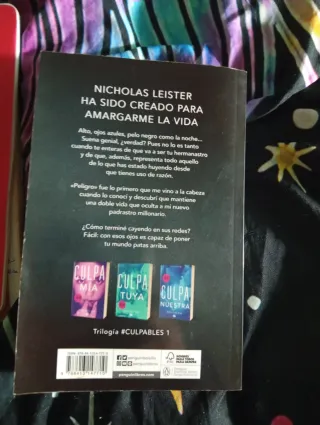 NICHOLAS LEISTER
HA SIDO CREADO PARA
AMARGARME LA VIDA
Alto, ojos azules, pelo negro como la noche...
Suena genial, ¿verdad? Pues no lo es tanto
cuando te enteras de que va a ser tu hermanastro
y de que, además, representa todo aquello
de lo que has estado huyendo desde
que tienes uso de razón.
«Peligro» fue lo primero que me vino a la cabeza
cuando lo conocí y descubrí que mantiene
una doble vida que oculta a mi nuevo
padrastro millonario.
¿Cómo terminé cayendo en sus redes?
Fácil: con esos ojos es capaz de poner
tu mundo patas arriba.
CULPA
MÍA
CULPA
TUYA
CULPA
NUESTRA
Trilogía #CULPABLES 1